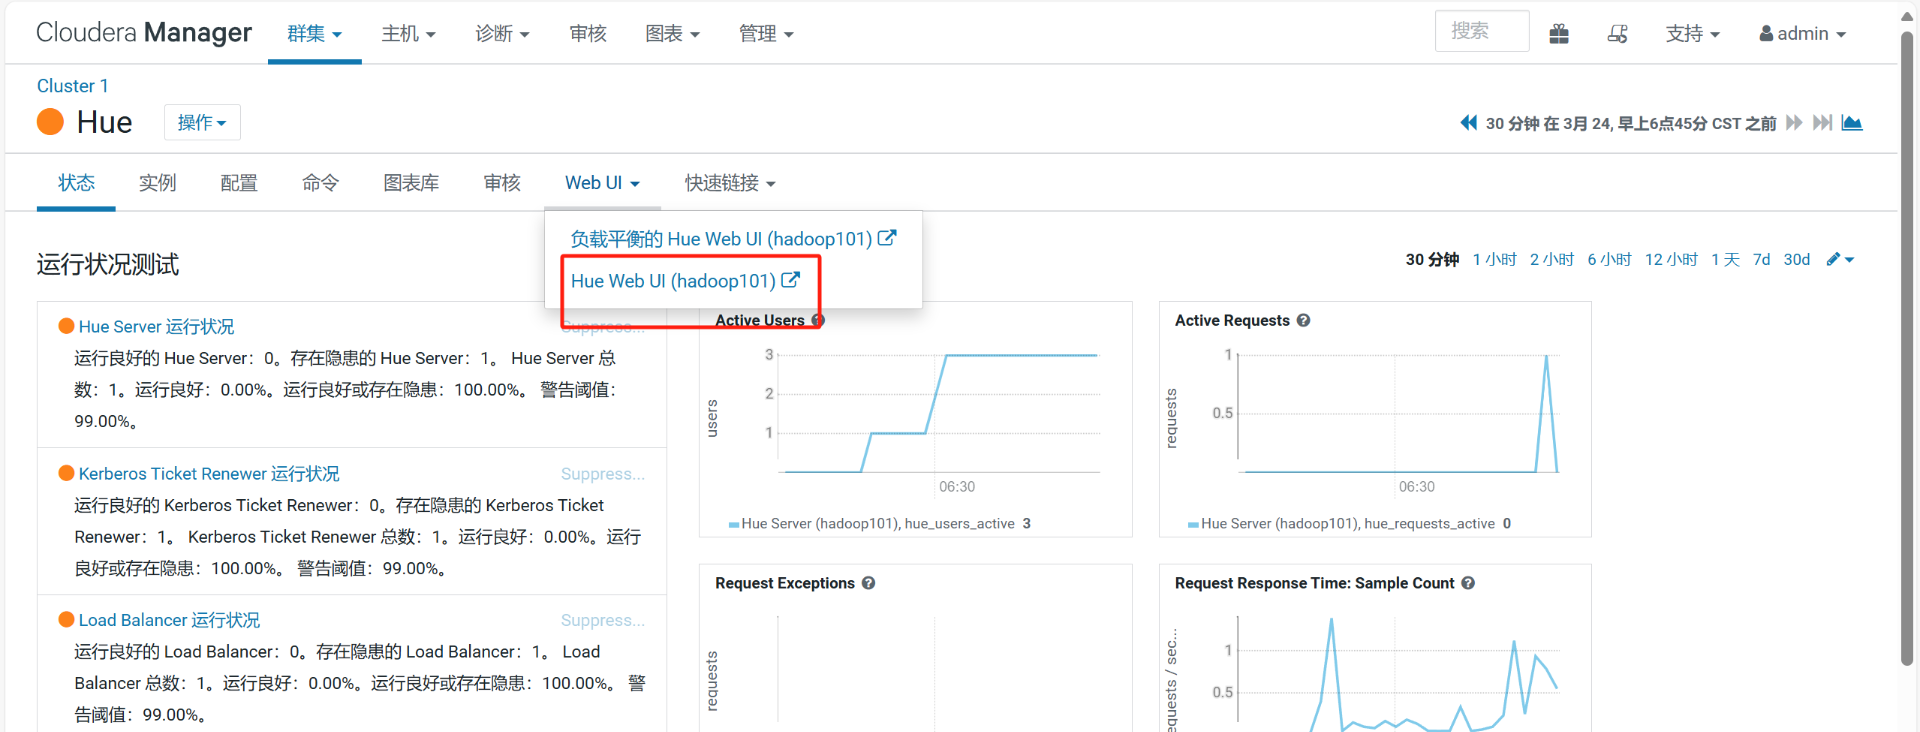 Cloudera Manager 群集 主机 诊断 审核 图表 管理 搜索 支持 admin
Cluster 1
Hue 操作
30 分钟 在 3月 24, 早上6点45分 CST 之前
状态 实例 配置 命令 图表库 审核 Web UI 快速链接
负载平衡的 Hue Web UI (hadoop101)
Hue Web UI (hadoop101)
运行状况测试
30 分钟 1 小时 2 小时 6 小时 12 小时 1 天 7d 30d
Hue Server 运行状况 Suppress...
运行良好的 Hue Server：0。存在隐患的 Hue Server：1。 Hue Server 总
数：1。运行良好：0.00%。运行良好或存在隐患：100.00%。 警告阈值：
99.00%。
Kerberos Ticket Renewer 运行状况 Suppress...
运行良好的 Kerberos Ticket Renewer：0。存在隐患的 Kerberos Ticket
Renewer：1。 Kerberos Ticket Renewer 总数：1。运行良好：0.00%。运行
良好或存在隐患：100.00%。 警告阈值：99.00%。
Load Balancer 运行状况 Suppress...
运行良好的 Load Balancer：0。存在隐患的 Load Balancer：1。 Load
Balancer 总数：1。运行良好：0.00%。运行良好或存在隐患：100.00%。 警
告阈值：99.00%。
Active Users
users
3
2
1
06:30
Hue Server (hadoop101), hue_users_active 3
Active Requests
requests
1
0.5
06:30
Hue Server (hadoop101), hue_requests_active 0
Request Exceptions
requests
Request Response Time: Sample Count
equests / sec...
1
0.5